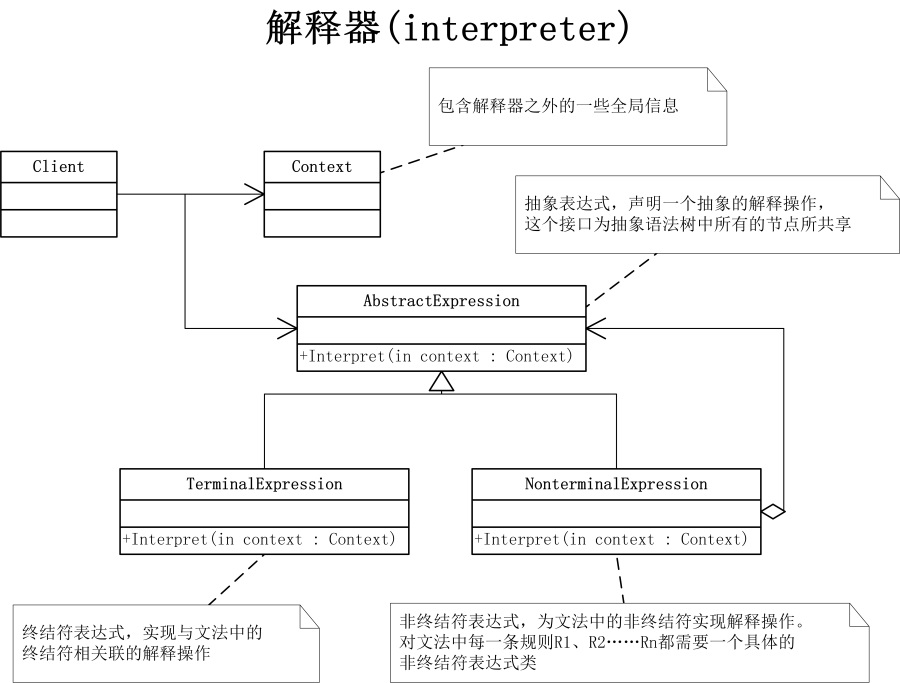 解释器(interpreter)
包含解释器之外的一些全局信息
Client
Context
抽象表达式，声明一个抽象的解释操作，
这个接口为抽象语法树中所有的节点所共享
AbstractExpression
+Interpret(in context : Context)
TerminalExpression
NonterminalExpression
+Interpret(in context : Context)
+Interpret(in context : Context)
终结符表达式，实现与文法中的
终结符相关联的解释操作
非终结符表达式，为文法中的非终结符实现解释操作。
对文法中每一条规则R1、R2……Rn都需要一个具体的
非终结符表达式类